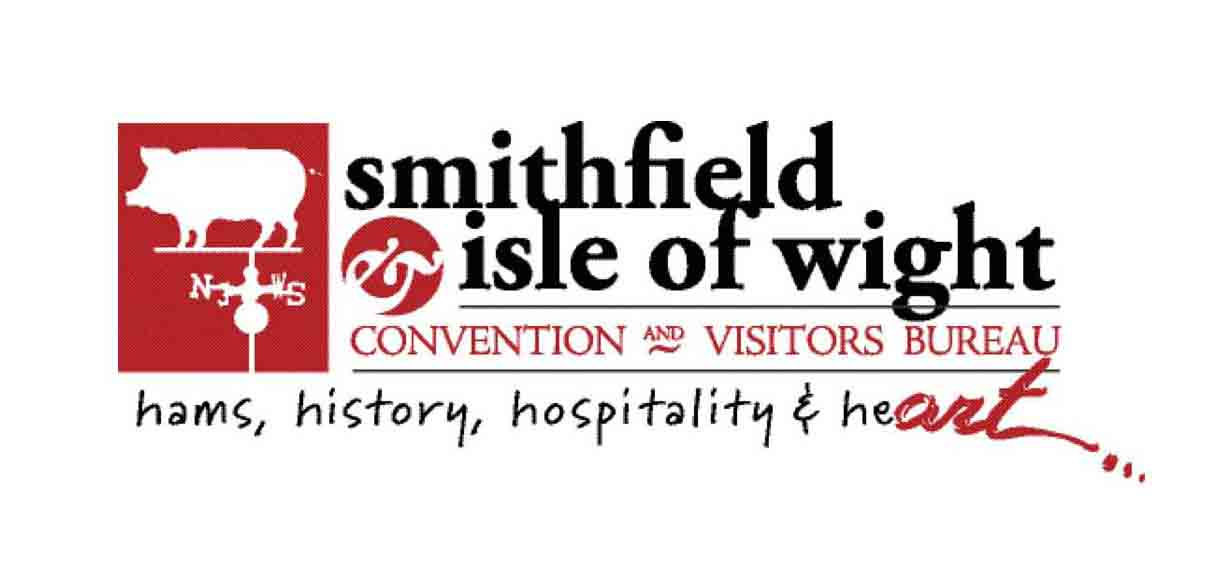 smithfield
& isle of wight
CONVENTION AND VISITORS BUREAU
N W S
hams, history, hospitality & heart...